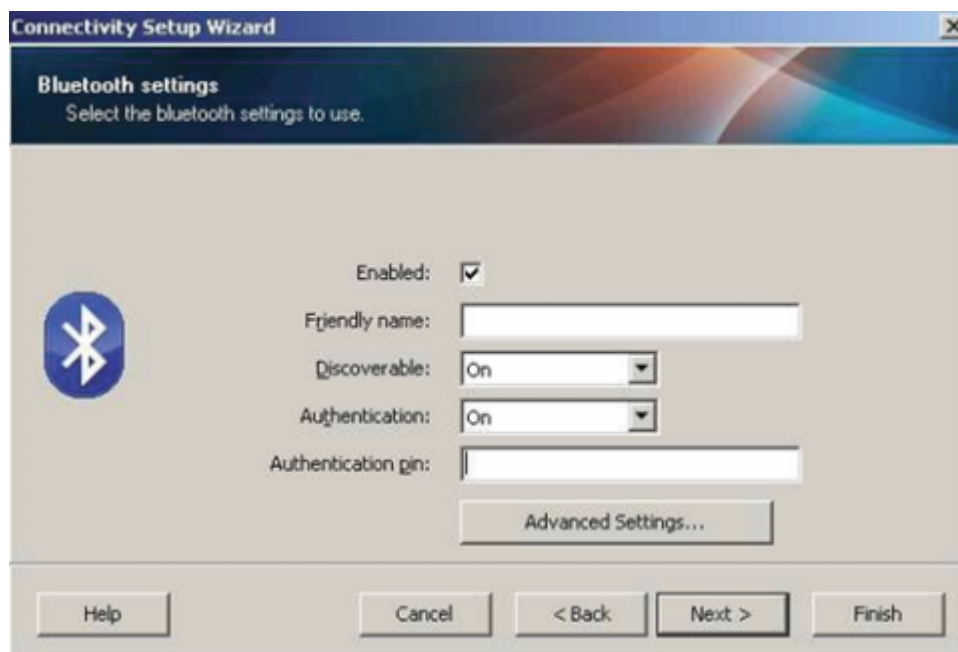 Connectivity Setup Wizard
Bluetooth settings
Select the bluetooth settings to use.
Enabled:
Friendly name:
Discoverable: On
Authentication: On
Authentication pin:
Advanced Settings...
Help Cancel < Back Next > Finish